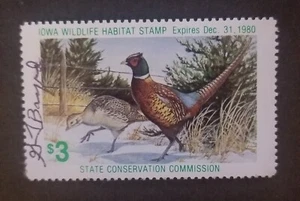 IOWA WILDLIFE HABITAT STAMP Expires Dec. 31, 1980
$3
STATE CONSERVATION COMMISSION